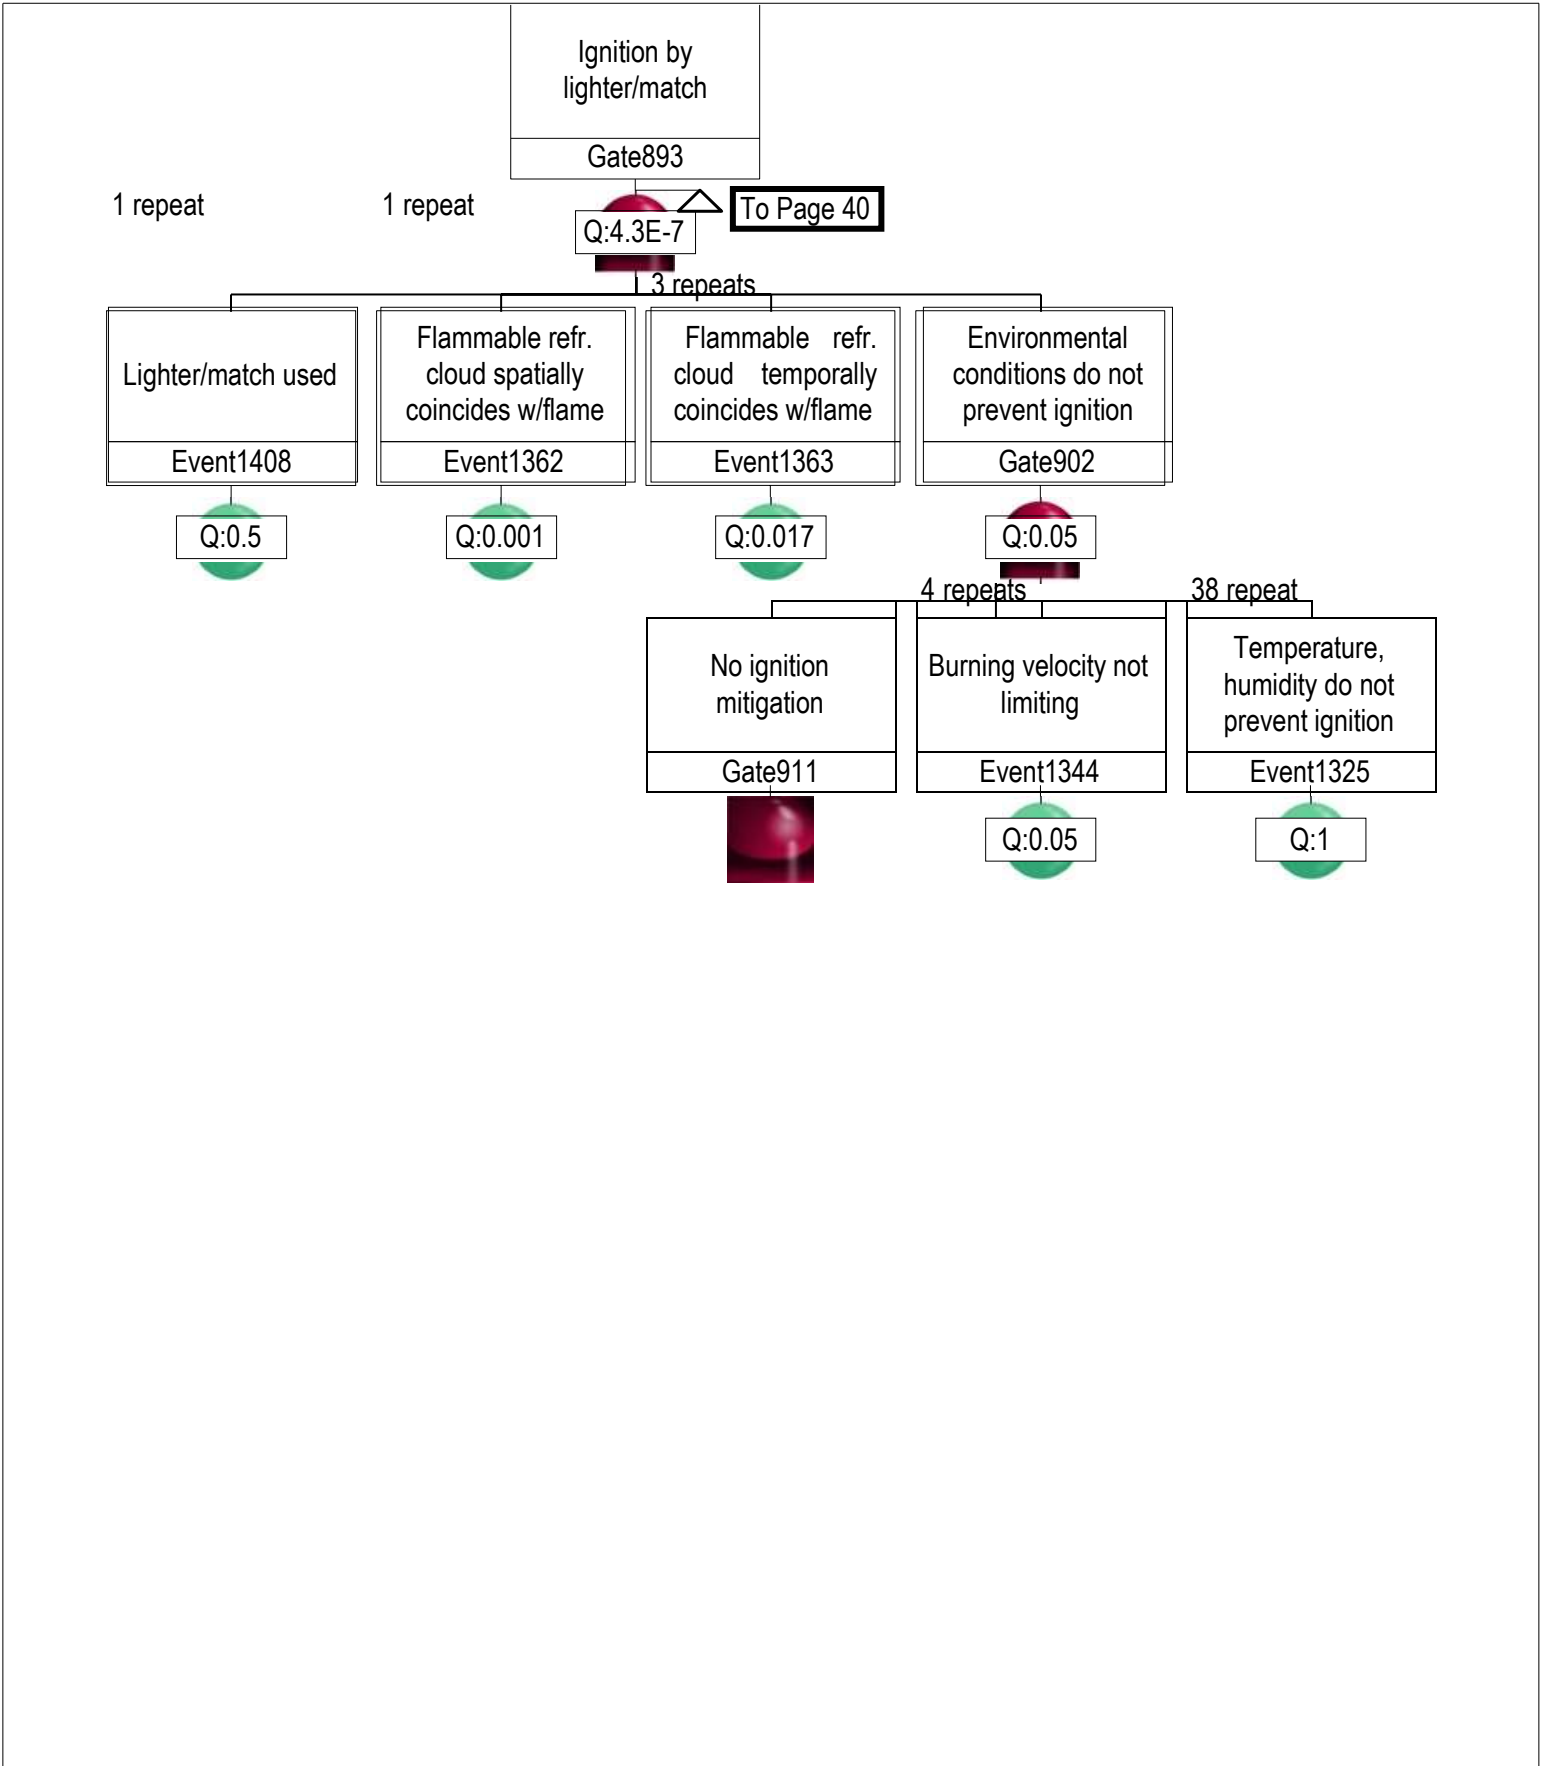 Ignition by
lighter/match
Gate893
1 repeat
1 repeat
To Page 40
Q:4.3E-7
3 repeats
Lighter/match used
Event1408
Q:0.5
Flammable refr.
cloud spatially
coincides w/flame
Event1362
Q:0.001
Flammable refr.
cloud temporally
coincides w/flame
Event1363
Q:0.017
Environmental
conditions do not
prevent ignition
Gate902
Q:0.05
4 repeats
38 repeat
No ignition
mitigation
Gate911
Burning velocity not
limiting
Event1344
Q:0.05
Temperature,
humidity do not
prevent ignition
Event1325
Q:1